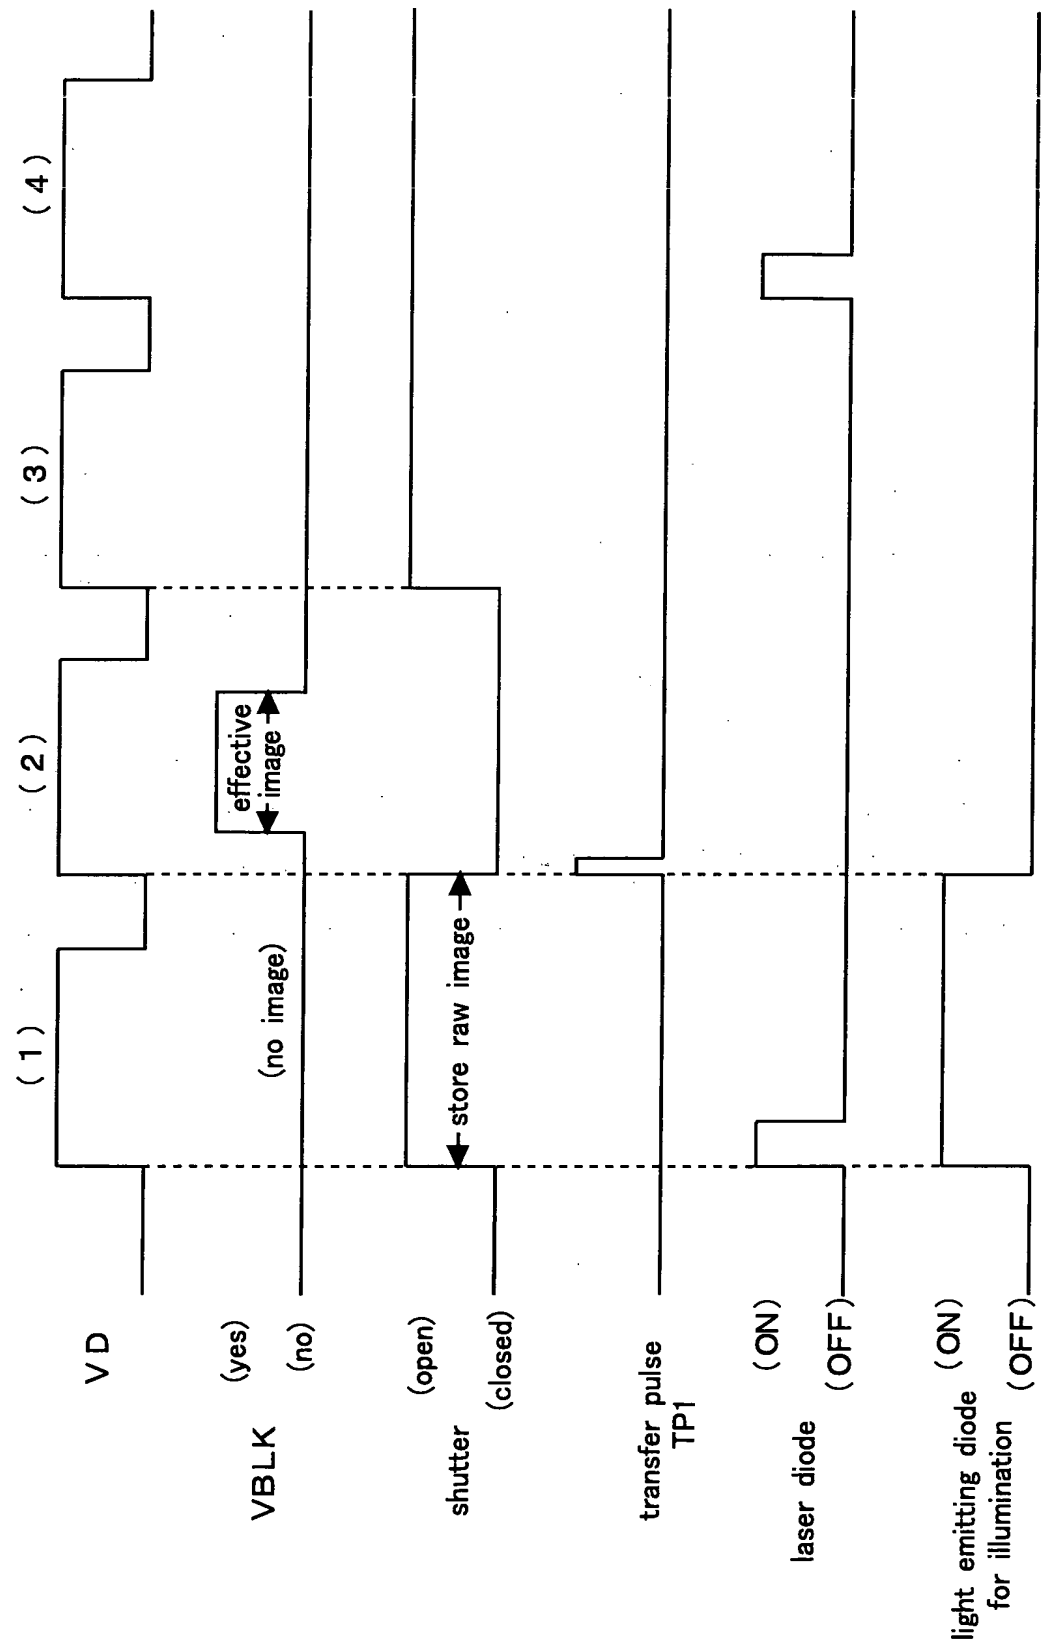 ( 1 )
( 2 )
( 3 )
( 4 )
VD
VBLK
(yes)
(no)
(no image)
effective
image
shutter
(open)
(closed)
store raw image
transfer pulse
TP1
laser diode
(ON)
(OFF)
light emitting diode
for illumination
(ON)
(OFF)